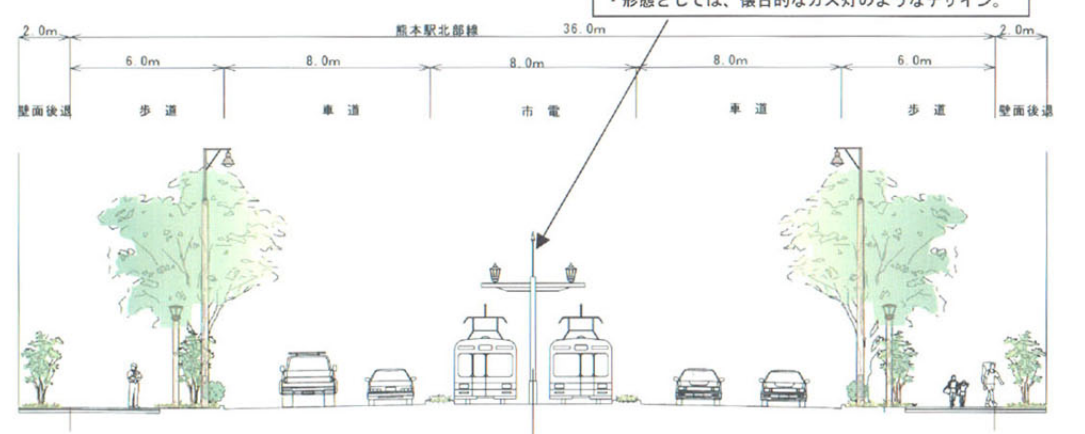 ・形態としては、懐古的なガス灯のようなデザイン。
2.0m 熊本駅北部線 36.0m 2.0m
6.0m 8.0m 8.0m 8.0m 6.0m
壁面後退 歩道 車道 市電 車道 歩道 壁面後退